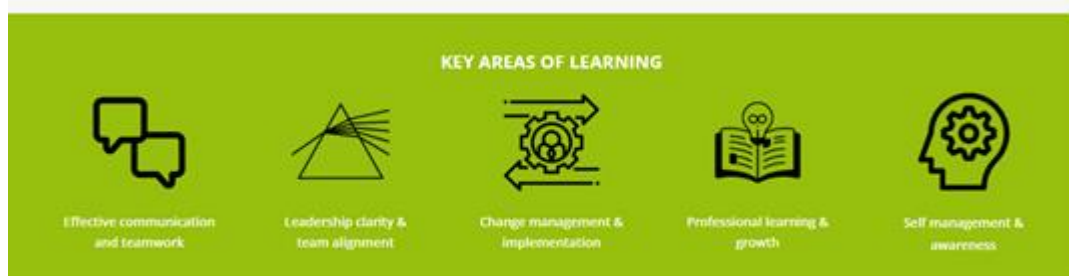 KEY AREAS OF LEARNING
Effective communication
and teamwork
Leadership clarity &
team alignment
Change management &
implementation
Professional learning &
growth
Self management &
awareness